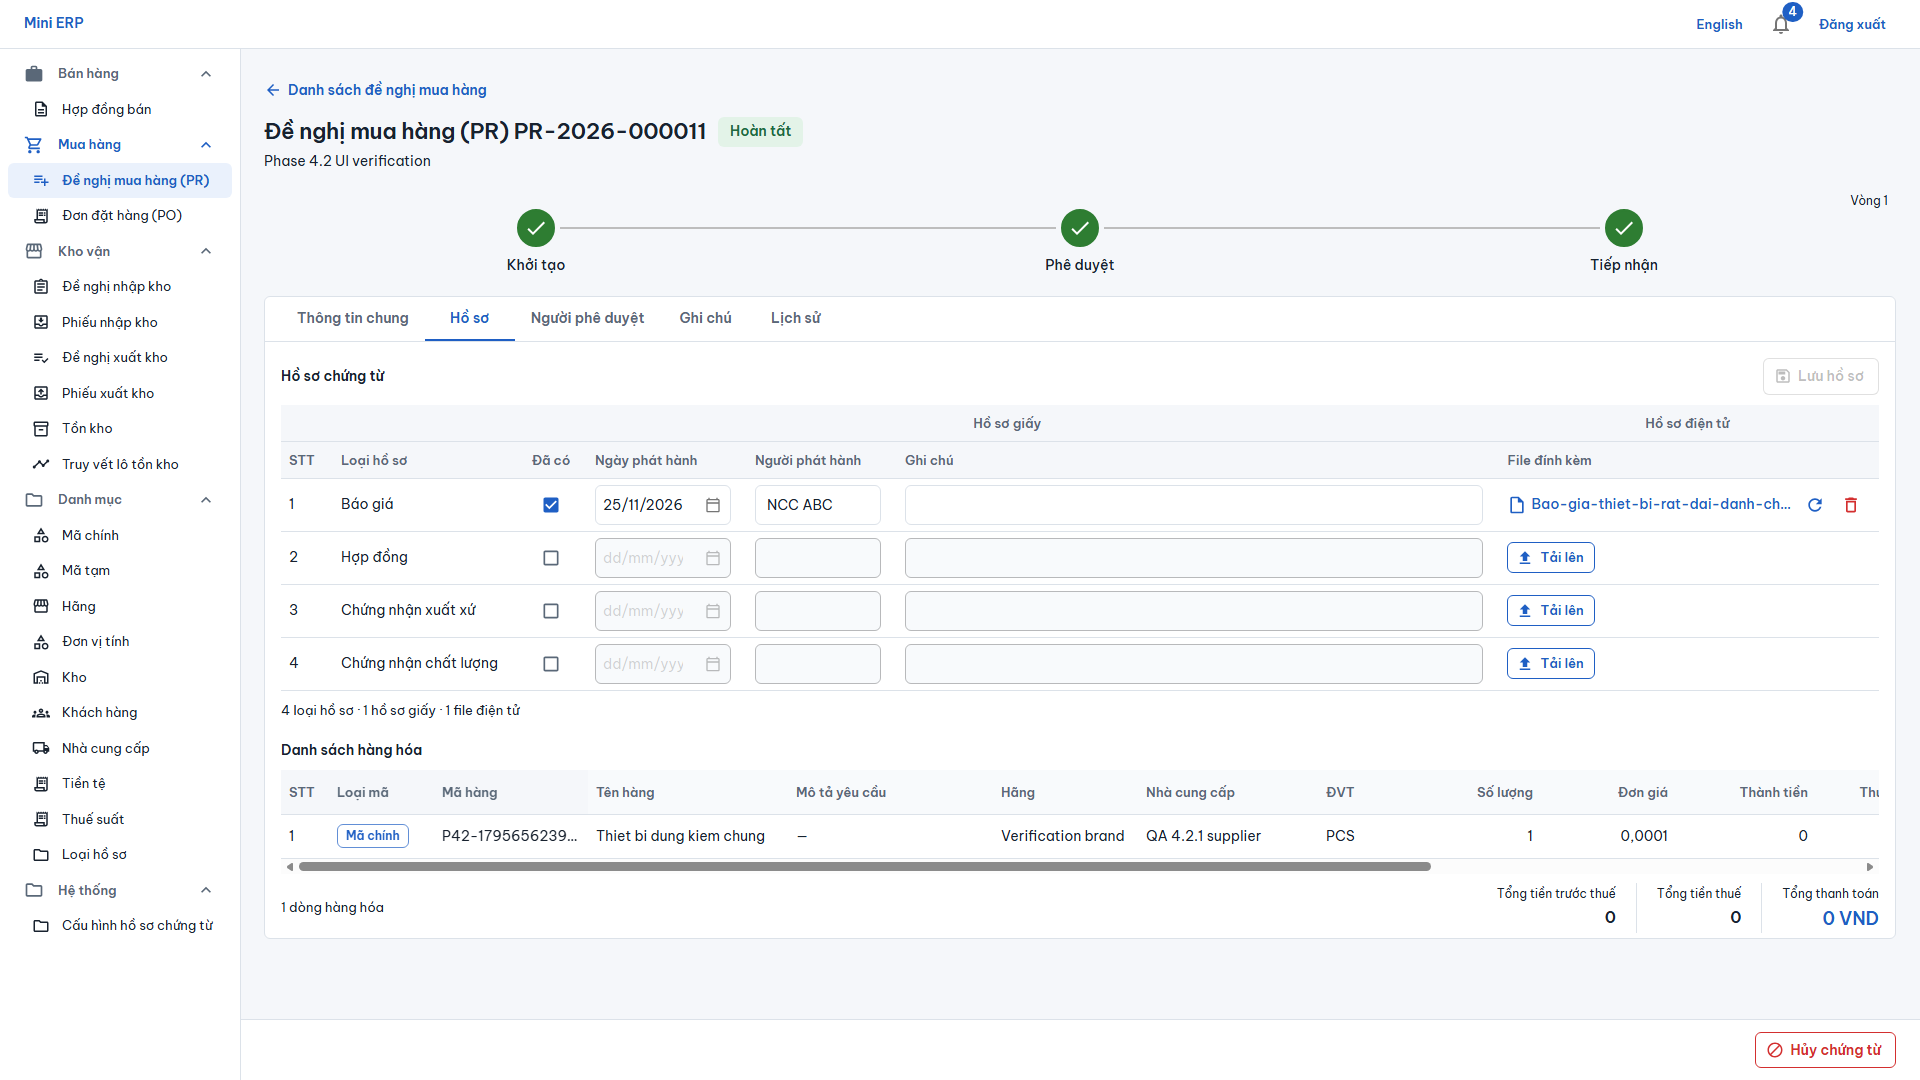 Mini ERP
English
4
Đăng xuất
Bán hàng
Hợp đồng bán
Mua hàng
Đề nghị mua hàng (PR)
Đơn đặt hàng (PO)
Kho vận
Đề nghị nhập kho
Phiếu nhập kho
Đề nghị xuất kho
Phiếu xuất kho
Tồn kho
Truy vết lô tồn kho
Danh mục
Mã chính
Mã tạm
Hãng
Đơn vị tính
Kho
Khách hàng
Nhà cung cấp
Tiền tệ
Thuế suất
Loại hồ sơ
Hệ thống
Cấu hình hồ sơ chứng từ
Danh sách đề nghị mua hàng
Đề nghị mua hàng (PR) PR-2026-000011 Hoàn tất
Phase 4.2 UI verification
Vòng 1
Khởi tạo Phê duyệt Tiếp nhận
Thông tin chung Hồ sơ Người phê duyệt Ghi chú Lịch sử
Hồ sơ chứng từ Lưu hồ sơ
Hồ sơ giấy Hồ sơ điện tử
STT Loại hồ sơ Đã có Ngày phát hành Người phát hành Ghi chú File đính kèm
1 Báo giá 25/11/2026 NCC ABC Bao-gia-thiet-bi-rat-dai-danh-ch...
2 Hợp đồng dd/mm/yyy Tải lên
3 Chứng nhận xuất xứ dd/mm/yyy Tải lên
4 Chứng nhận chất lượng dd/mm/yyy Tải lên
4 loại hồ sơ · 1 hồ sơ giấy · 1 file điện tử
Danh sách hàng hóa
STT Loại mã Mã hàng Tên hàng Mô tả yêu cầu Hãng Nhà cung cấp ĐVT Số lượng Đơn giá Thành tiền
1 Mã chính P42-1795656239... Thiet bi dung kiem chung — Verification brand QA 4.2.1 supplier PCS 1 0,0001 0
1 dòng hàng hóa
Tổng tiền trước thuế Tổng tiền thuế Tổng thanh toán
0 0 0 VND
Hủy chứng từ